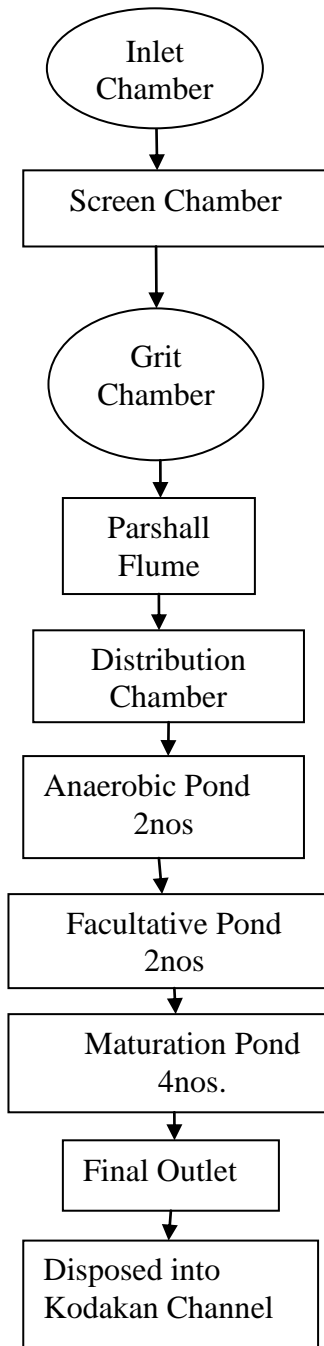 Inlet
Chamber
Screen Chamber
Grit
Chamber
Parshall
Flume
Distribution
Chamber
Anaerobic Pond
2nos
Facultative Pond
2nos
Maturation Pond
4nos.
Final Outlet
Disposed into
Kodakan Channel